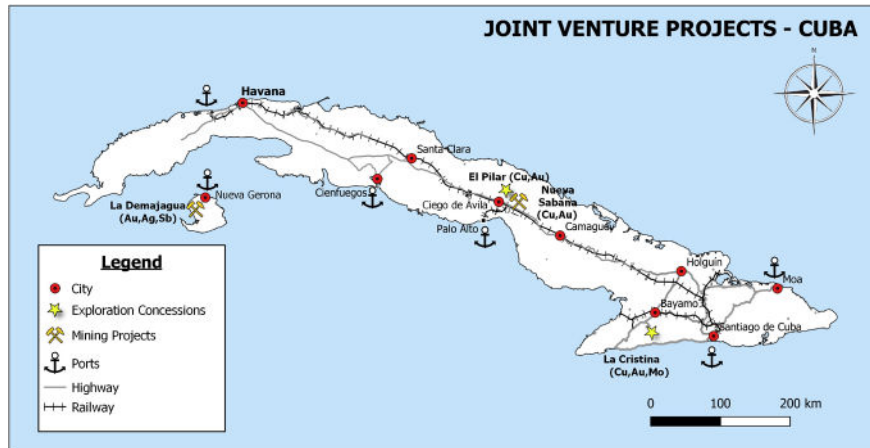 JOINT VENTURE PROJECTS - CUBA
N
Havana
Santa Clara
El Pilar (Cu,Au)
Nueva Gerona
Cienfuegos
Nueva
Sabana
(Cu,Au)
La Demajagua
(Au,Ag,Sb)
Ciego de Ávila
Palo Alto
Camaguey
Holguín
Moa
Bayamo
Santiago de Cuba
La Cristina
(Cu,Au,Mo)
Legend
City
Exploration Concessions
Mining Projects
Ports
Highway
Railway
0 100 200 km